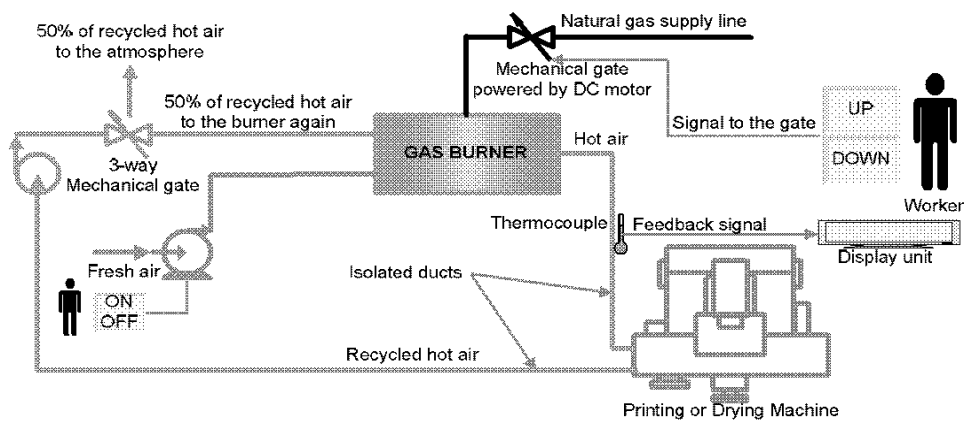 Natural gas supply line
50% of recycled hot air
to the atmosphere
Mechanical gate
powered by DC motor
50% of recycled hot air
to the burner again
UP
Signal to the gate
Hot air
GAS BURNER
DOWN
3-way
Mechanical gate
Worker
Thermocouple
Feedback signal
Display unit
Fresh air
Isolated ducts
ON
OFF
Recycled hot air
Printing or Drying Machine